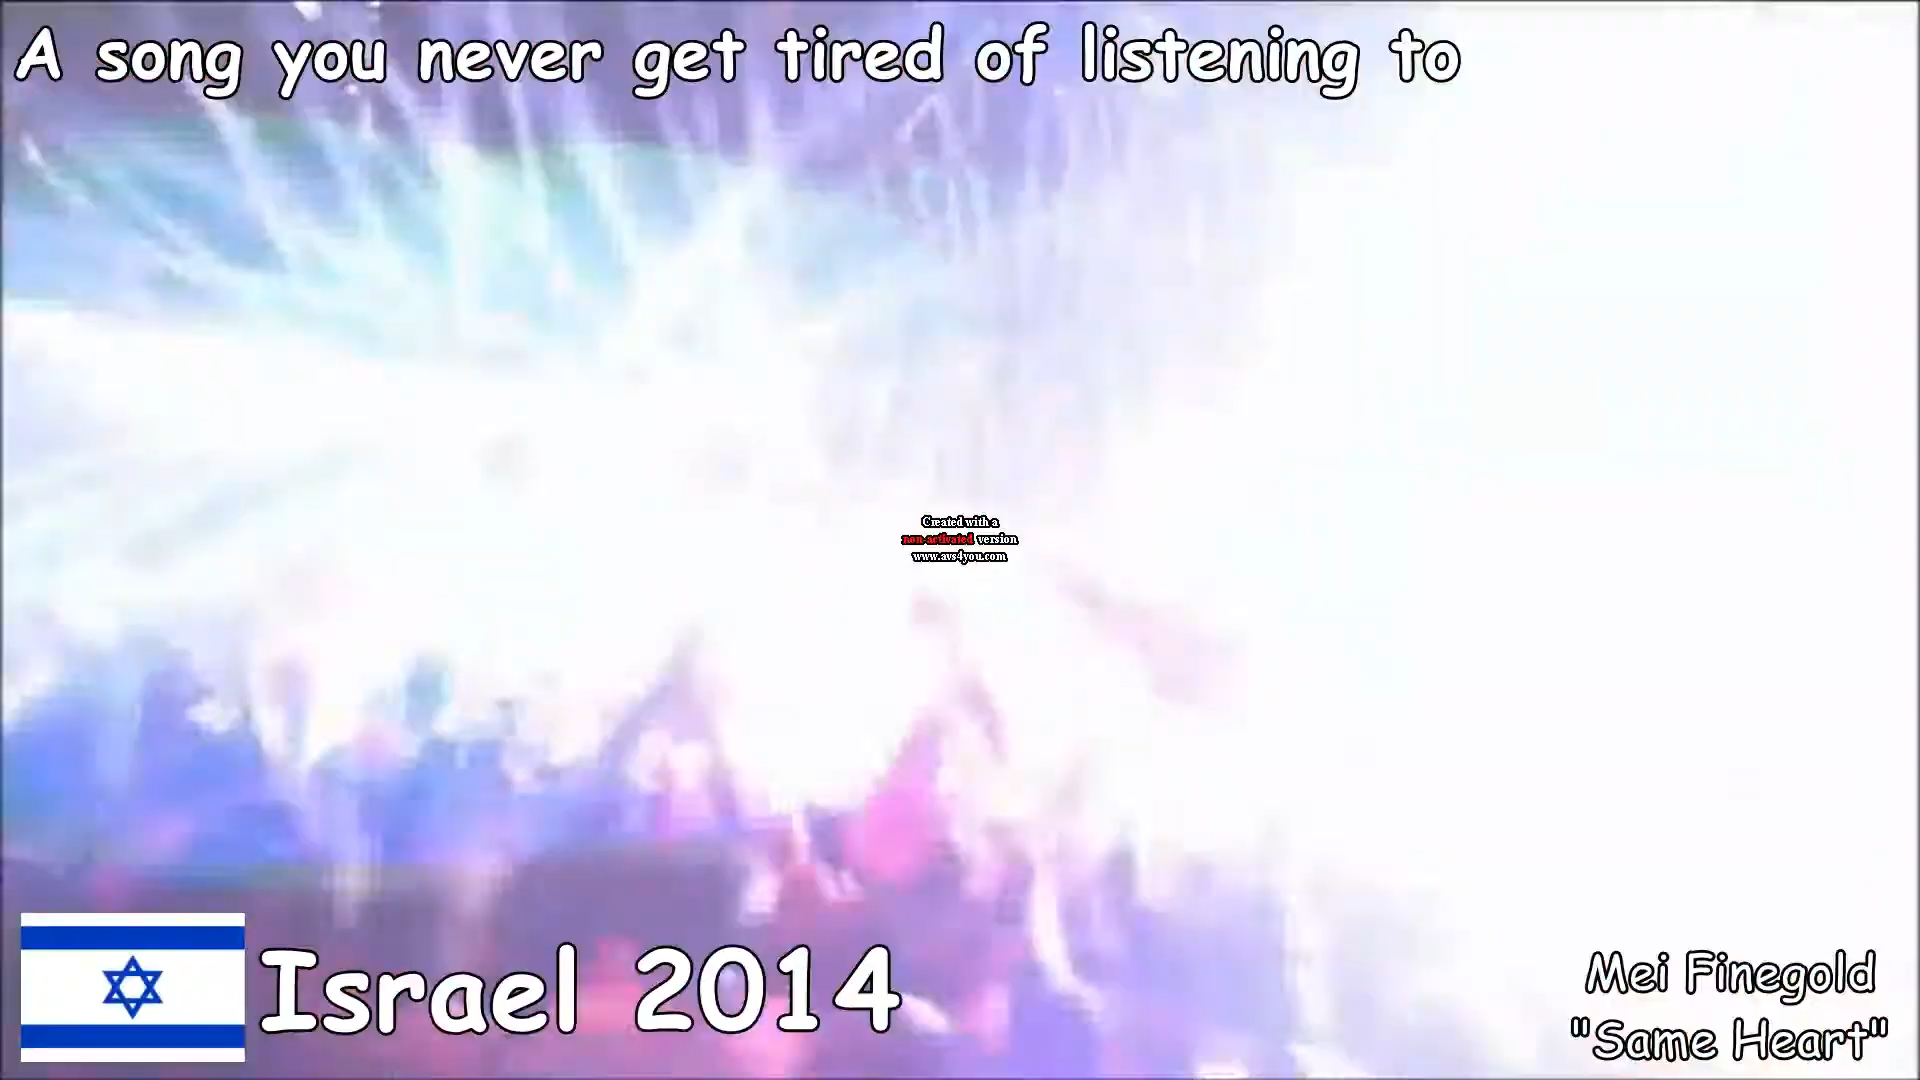 A song you never get tired of listening to
Created with a
non-activated version
www.avs4you.com
Israel 2014
Mei Finegold
"Same Heart"